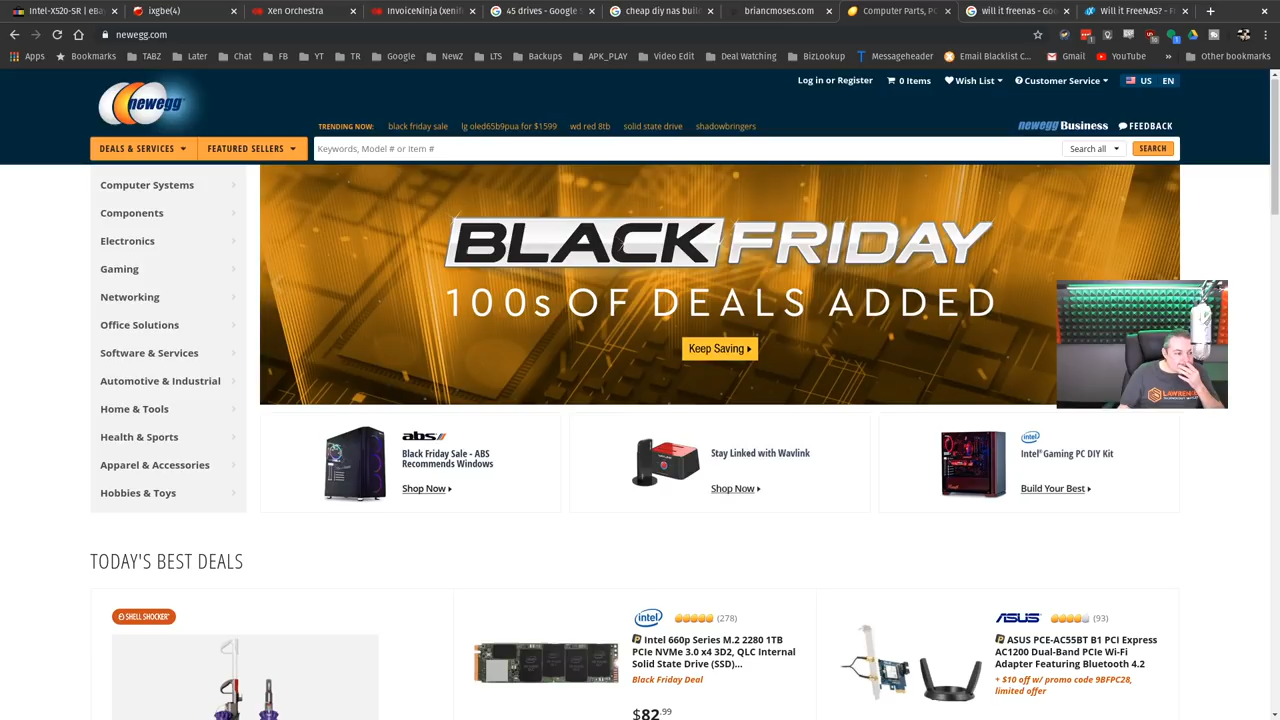 Intel-X520-SR | eBa
ixgbe(4)
Xen Orchestra
InvoiceNinja (xenif
45 drives - Google S
cheap diy nas buil
briancmoses.com
Computer Parts, PC
will it freenas - Goo
Will it FreeNAS? - F
newegg.com
Apps
Bookmarks
TABZ
Later
Chat
FB
YT
TR
Google
NewZ
LTS
Backups
APK_PLAY
Video Edit
Deal Watching
BizLookup
Messageheader
Email Blacklist C...
Gmail
YouTube
»
Other bookmarks
newegg
Log in or Register
0 Items
Wish List
Customer Service
US
EN
TRENDING NOW:
black friday sale
lg oled65b9pua for $1599
wd red 8tb
solid state drive
shadowbringers
newegg Business
FEEDBACK
DEALS & SERVICES
FEATURED SELLERS
Keywords, Model # or Item #
Search all
SEARCH
Computer Systems
Components
Electronics
Gaming
Networking
Office Solutions
Software & Services
Automotive & Industrial
Home & Tools
Health & Sports
Apparel & Accessories
Hobbies & Toys
BLACK FRIDAY
100s OF DEALS ADDED
Keep Saving
abs
Black Friday Sale - ABS
Recommends Windows
Shop Now
Stay Linked with Wavlink
Shop Now
intel
Intel® Gaming PC DIY Kit
Build Your Best
TODAY'S BEST DEALS
SHELL SHOCKER
intel
(278)
Intel 660p Series M.2 2280 1TB
PCIe NVMe 3.0 x4 3D2, QLC Internal
Solid State Drive (SSD)...
Black Friday Deal
$82.99
ASUS
(93)
ASUS PCE-AC55BT B1 PCI Express
AC1200 Dual-Band PCIe Wi-Fi
Adapter Featuring Bluetooth 4.2
+ $10 off w/ promo code 9BFPC28,
limited offer